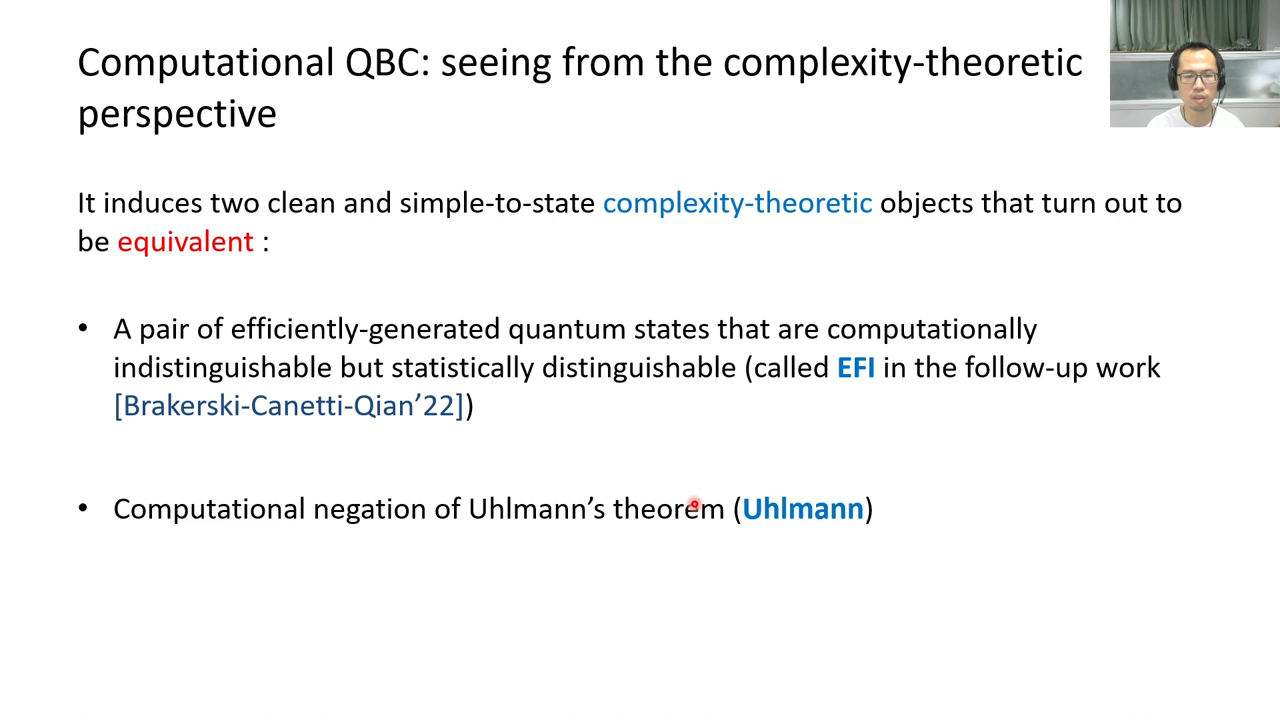 Computational QBC: seeing from the complexity-theoretic
perspective
It induces two clean and simple-to-state complexity-theoretic objects that turn out to
be equivalent :
• A pair of efficiently-generated quantum states that are computationally
indistinguishable but statistically distinguishable (called EFI in the follow-up work
[Brakerski-Canetti-Qian’22])
• Computational negation of Uhlmann’s theorem (Uhlmann)